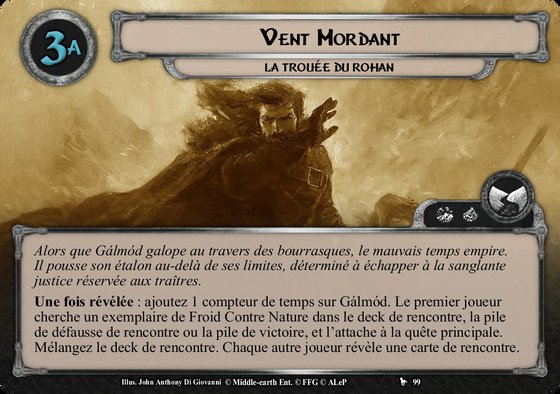 3A
Vent Mordant
La Trouée du Rohan
Alors que Gálmód galope au travers des bourrasques, le mauvais temps empire.
Il pousse son étalon au-delà de ses limites, déterminé à échapper à la sanglante
justice réservée aux traîtres.
Une fois révélée : ajoutez 1 compteur de temps sur Gálmód. Le premier joueur
cherche un exemplaire de Froid Contre Nature dans le deck de rencontre, la pile
de défausse de rencontre ou la pile de victoire, et l'attache à la quête principale.
Mélangez le deck de rencontre. Chaque autre joueur révèle une carte de rencontre.
Illus. John Anthony Di Giovanni © Middle-earth Ent. © FFG © ALeP 99